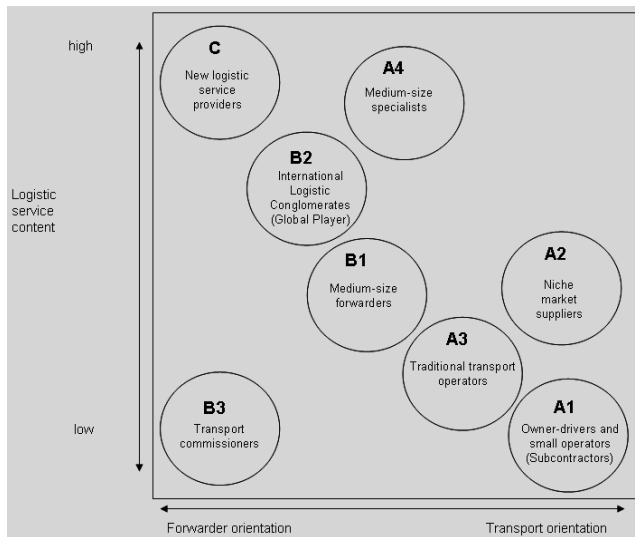 high
C
New logistic
service
providers
A4
Medium-size
specialists
B2
International
Logistic
Conglomerates
(Global Player)
Logistic
service
content
B1
Medium-size
forwarders
A2
Niche
market
suppliers
A3
Traditional transport
operators
low
B3
Transport
commissioners
A1
Owner-drivers and
small operators
(Subcontractors)
Forwarder orientation
Transport orientation